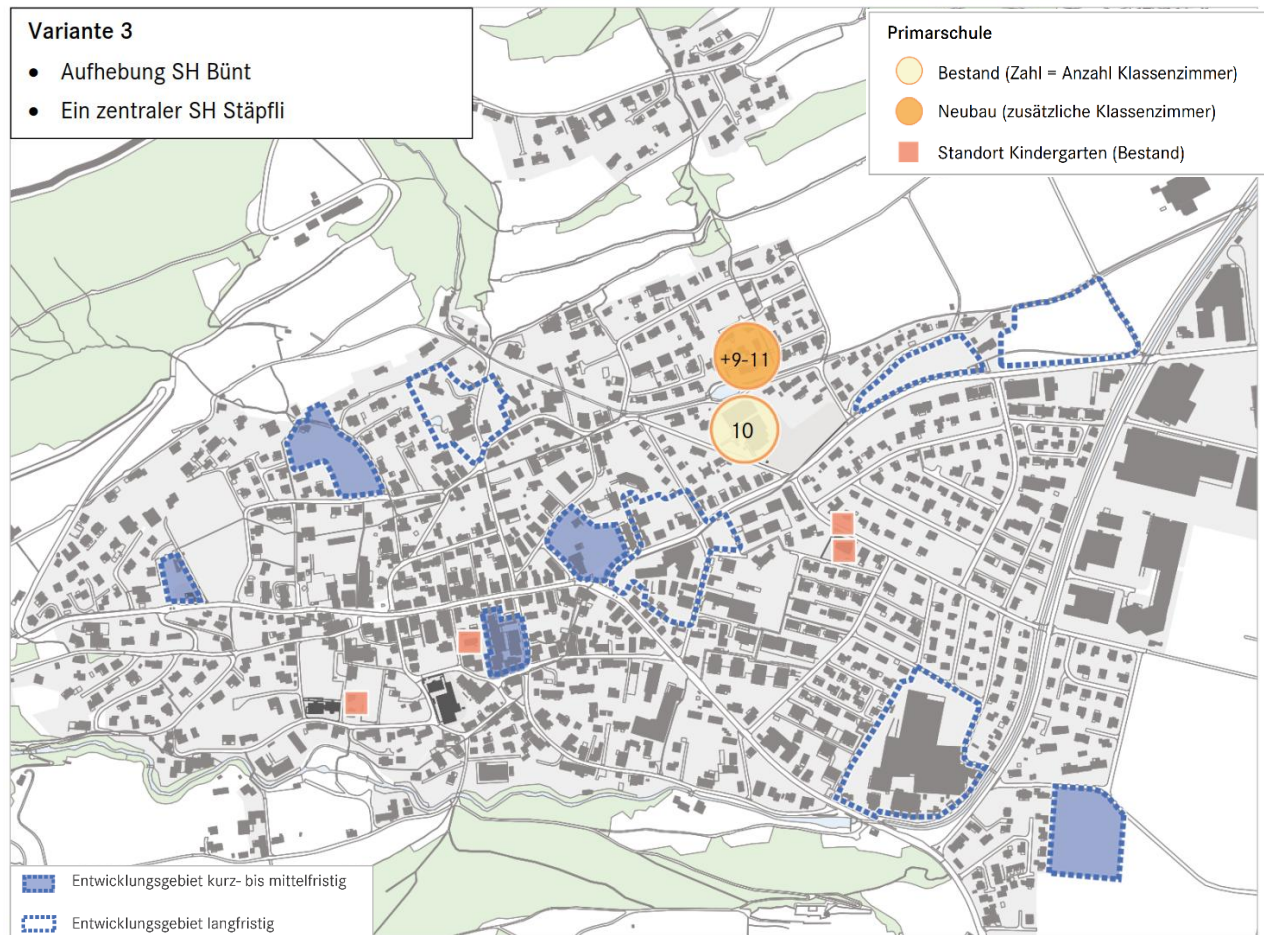 Variante 3
• Aufhebung SH Bünt
• Ein zentraler SH Stäpfli
Primarschule
Bestand (Zahl = Anzahl Klassenzimmer)
Neubau (zusätzliche Klassenzimmer)
Standort Kindergarten (Bestand)
+9-11
10
Entwicklungsgebiet kurz- bis mittelfristig
Entwicklungsgebiet langfristig